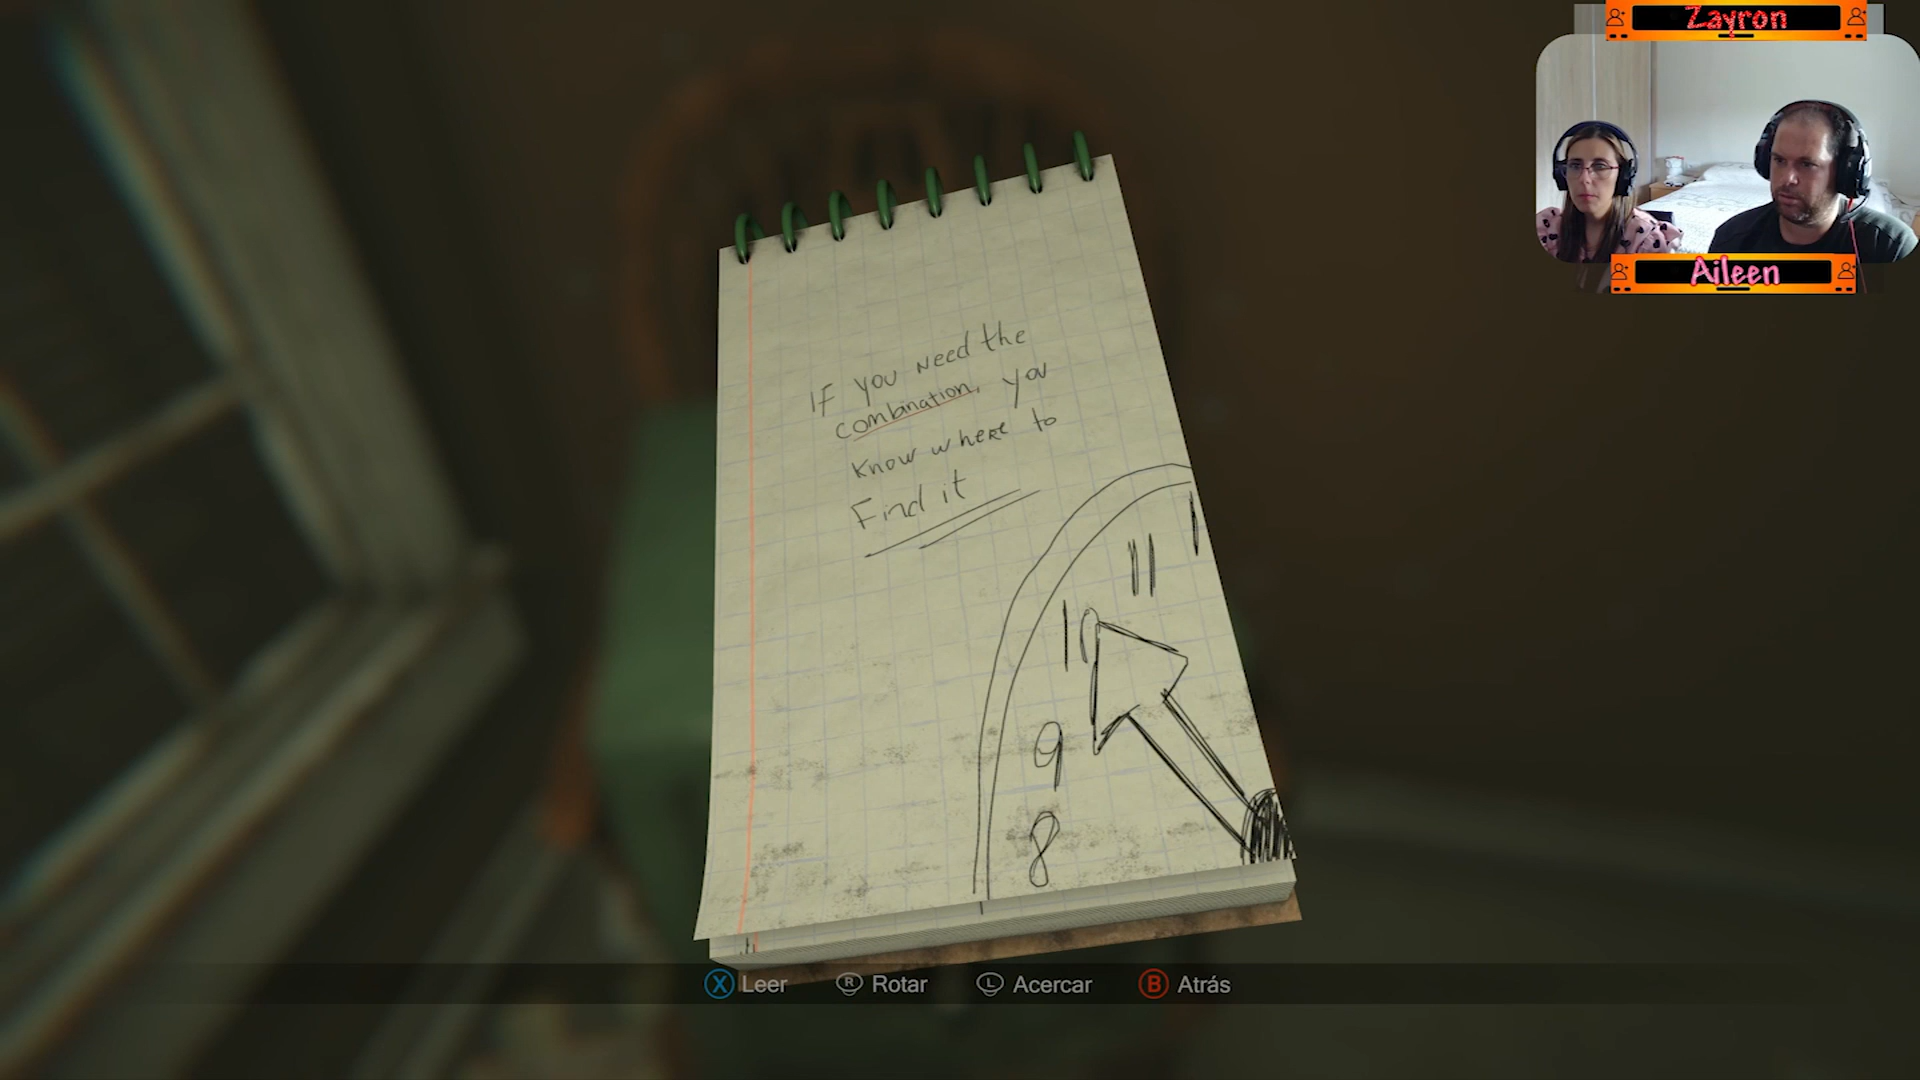 Zayron
Aileen
IF you need the
combination, you
know where to
Find it
1
11
10
9
8
X Leer
R Rotar
L Acercar
B Atrás